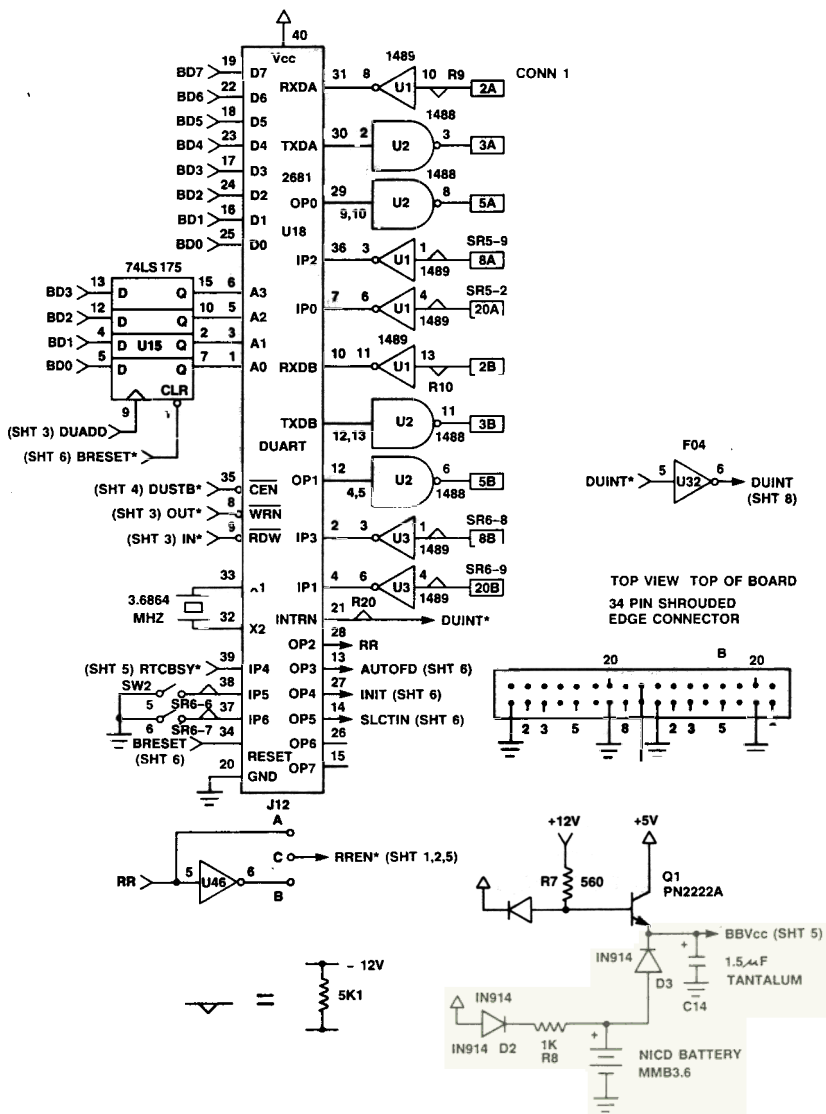 40
Vcc
BD7 19 D7
BD6 22 D6
BD5 18 D5
BD4 23 D4
BD3 17 D3
BD2 24 D2
BD1 16 D1
BD0 25 D0
2681
U18
DUART
74LS175
BD3 13 D Q 15 6 A3
BD2 12 D Q 10 5 A2
BD1 4 D U15 Q 2 3 A1
BD0 5 D Q 7 1 A0
CLR
9
(SHT 3) DUADD
(SHT 6) BRESET*
(SHT 4) DUSTB* 35 CEN
(SHT 3) OUT* 8 WRN
(SHT 3) IN* 9 RDW
33
3.6864
MHZ
32 X2
(SHT 5) RTCBSY* 39 IP4
SW2 38 IP5
5 SR6-6
37 IP6
6 SR6-7
BRESET 34 RESET
(SHT 6)
20 GND
RXDA 31 8 1489 U1 10 R9 2A CONN 1
TXDA 30 2 U2 1488 3 3A
OP0 29 9,10 U2 1488 8 5A
IP2 36 3 U1 1489 1 SR5-9 8A
IP0 7 6 U1 1489 4 SR5-2 20A
RXDB 10 11 1489 U1 13 R10 2B
TXDB 12,13 U2 11 1488 3B
OP1 12 4,5 U2 6 1488 5B
IP3 2 3 U3 1 1489 SR6-8 8B
IP1 4 6 U3 4 1489 SR6-9 20B
INTRN 21 R20 DUINT*
OP2 28 RR
OP3 13 AUTOFD (SHT 6)
OP4 27 INIT (SHT 6)
OP5 14 SLCTIN (SHT 6)
OP6 26
OP7 15
F04
DUINT* 5 U32 6 DUINT
(SHT 8)
TOP VIEW TOP OF BOARD
34 PIN SHROUDED
EDGE CONNECTOR
B
20 20
2 3 5 8 2 3 5
J12
A
C RREN* (SHT 1,2,5)
RR 5 U46 6
B
+12V +5V
R7 560
Q1
PN2222A
BBVcc (SHT 5)
IN914
D3
+
1.5µF
TANTALUM
C14
IN914
IN914 D2
1K
R8
+
NICD BATTERY
MMB3.6
=
- 12V
5K1